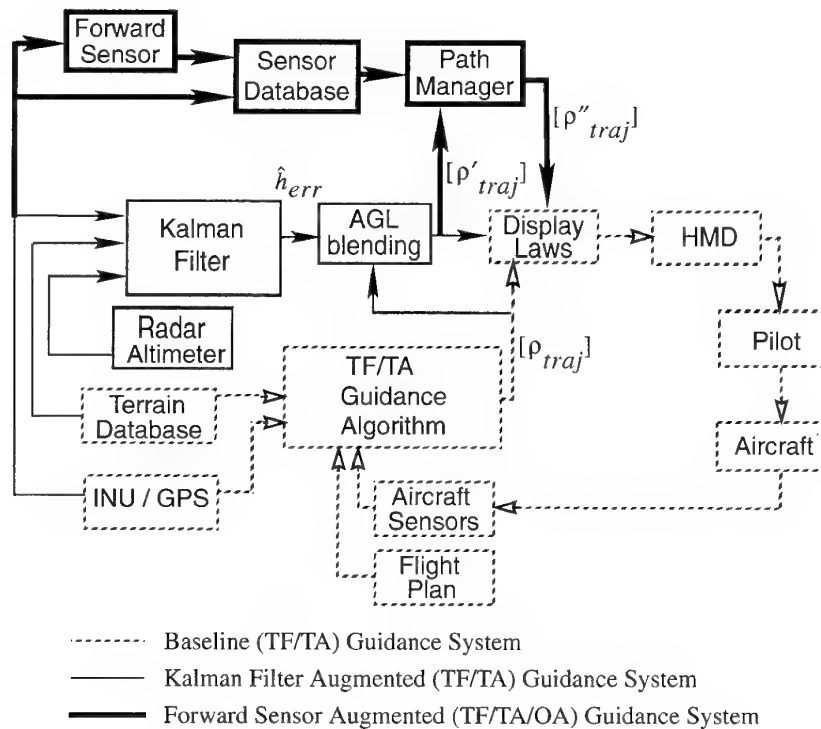 Forward
Sensor
Sensor
Database
Path
Manager
[ρ″traj]
[ρ′traj]
ĥerr
Kalman
Filter
AGL
blending
Display
Laws
HMD
Radar
Altimeter
[ρtraj]
Pilot
TF/TA
Guidance
Algorithm
Terrain
Database
Aircraft
INU / GPS
Aircraft
Sensors
Flight
Plan
Baseline (TF/TA) Guidance System
Kalman Filter Augmented (TF/TA) Guidance System
Forward Sensor Augmented (TF/TA/OA) Guidance System